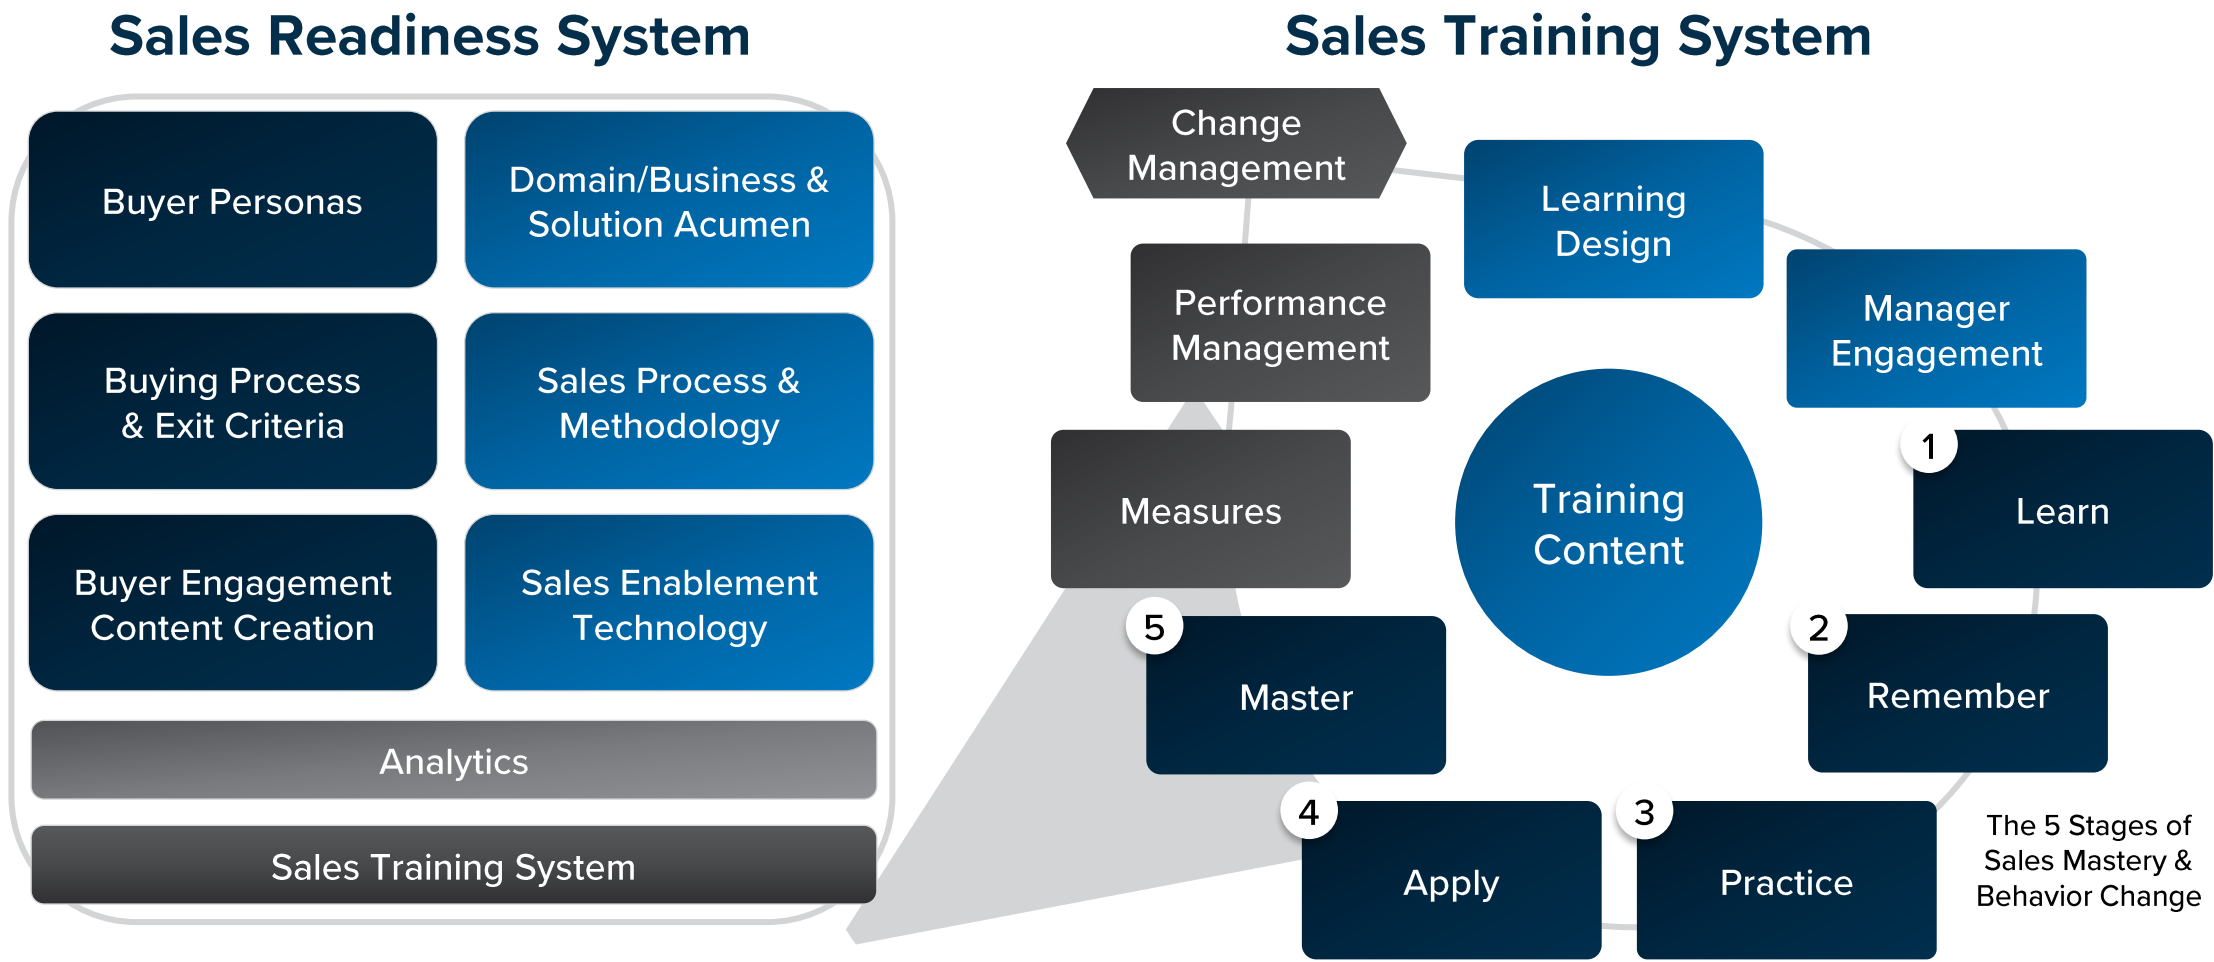 Sales Readiness System
Buyer Personas
Domain/Business &
Solution Acumen
Buying Process
& Exit Criteria
Sales Process &
Methodology
Buyer Engagement
Content Creation
Sales Enablement
Technology
Analytics
Sales Training System
Sales Training System
Change
Management
Learning
Design
Manager
Engagement
1
Learn
2
Remember
3
Practice
4
Apply
5
Master
Measures
Performance
Management
Training
Content
The 5 Stages of
Sales Mastery &
Behavior Change